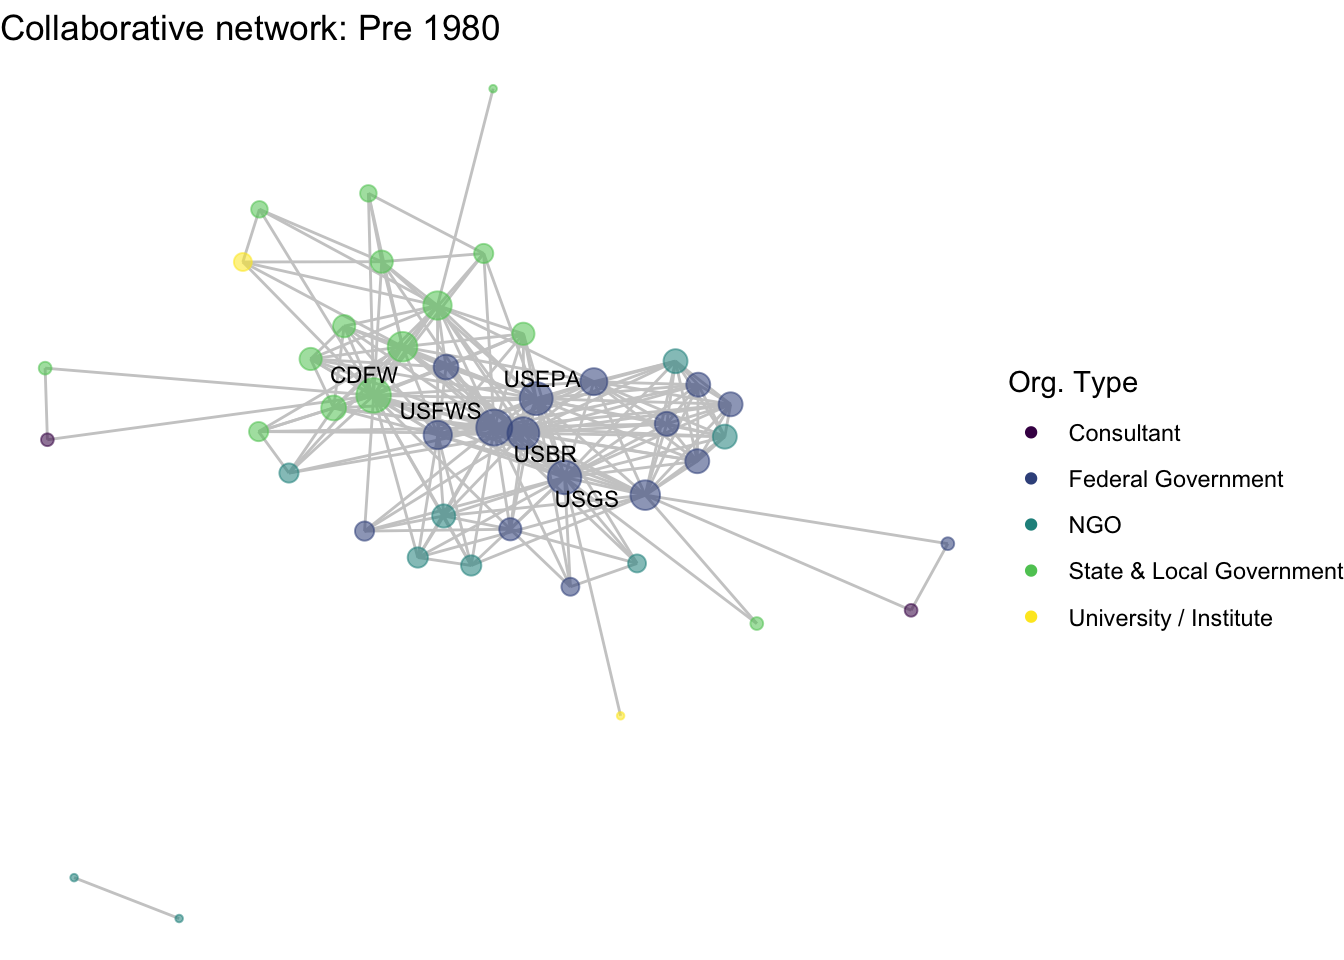 Collaborative network: Pre 1980
CDFW
USEPA
USFWS
USBR
USGS
Org. Type
Consultant
Federal Government
NGO
State & Local Government
University / Institute